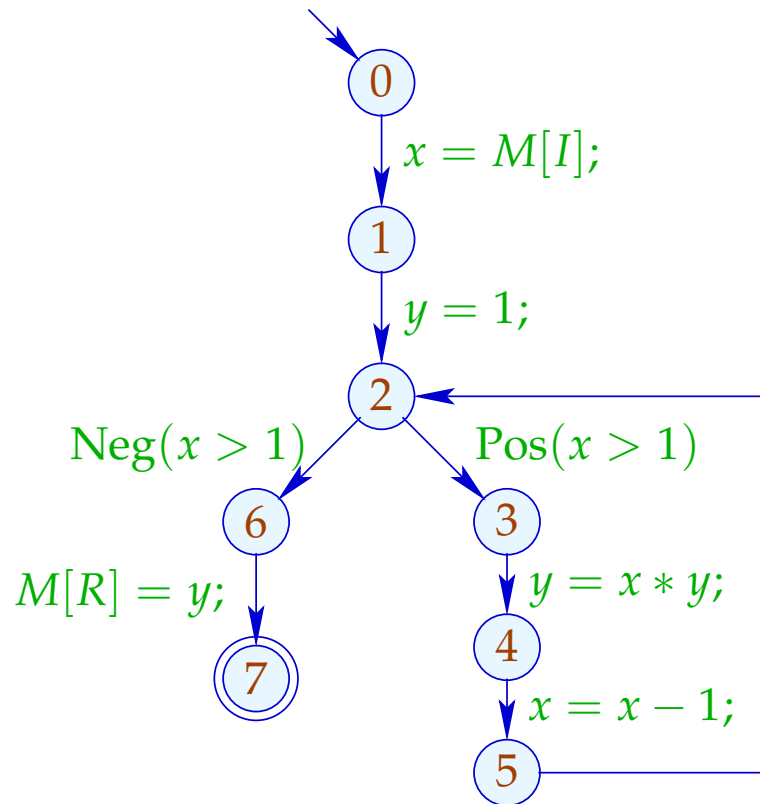 0
x = M[I];
1
y = 1;
2
Neg(x > 1) Pos(x > 1)
6 3
M[R] = y; y = x ∗ y;
7 4
x = x − 1;
5